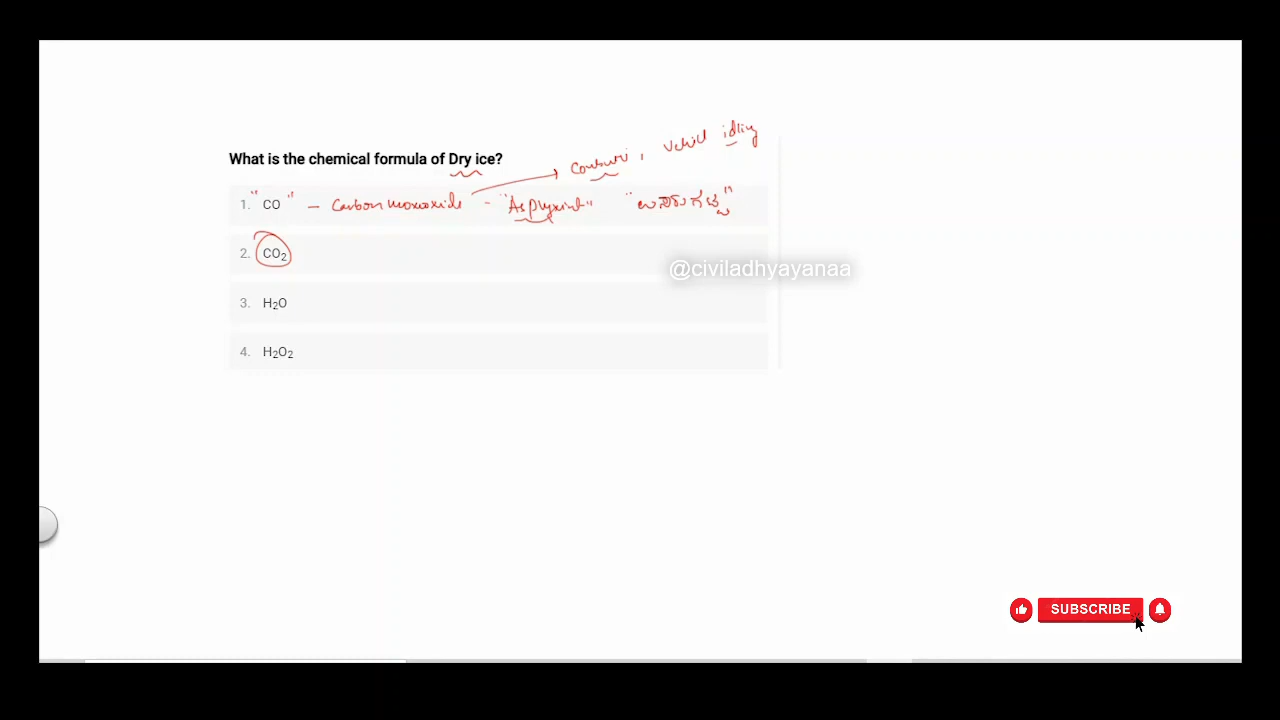 idling
What is the chemical formula of Dry ice?
1. "CO" - Carbon monoxide - 
2. CO₂
@civiladhyayanaa
3. H₂O
4. H₂O₂
SUBSCRIBE